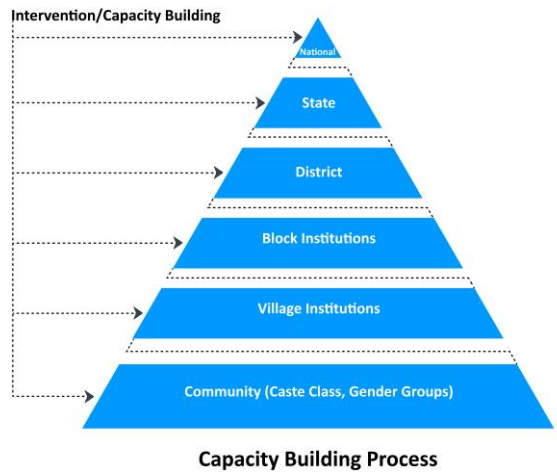 Intervention/Capacity Building
National
State
District
Block Institutions
Village Institutions
Community (Caste Class, Gender Groups)
Capacity Building Process